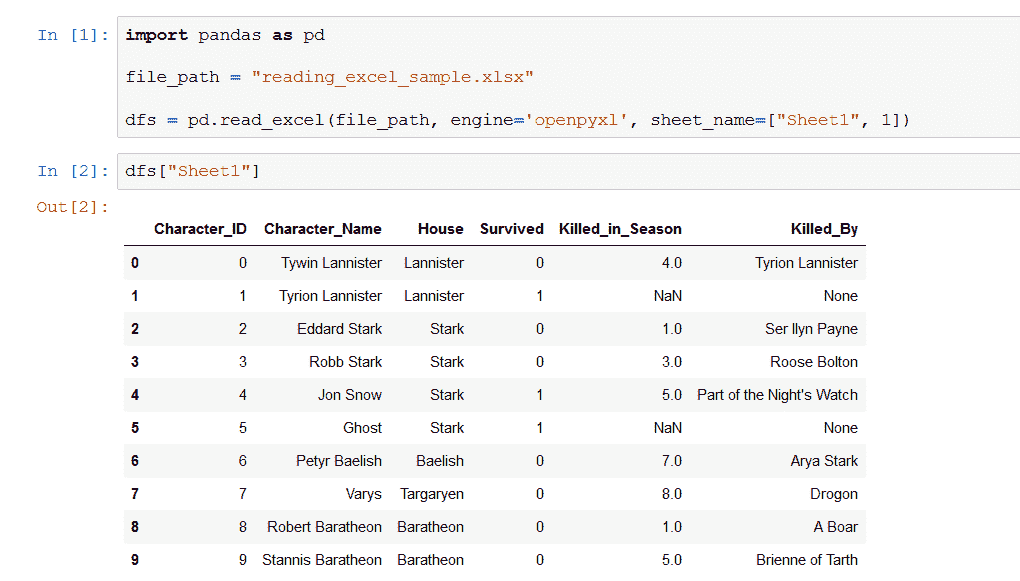 In [1]: import pandas as pd
file_path = "reading_excel_sample.xlsx"
dfs = pd.read_excel(file_path, engine='openpyxl', sheet_name=["Sheet1", 1])
In [2]: dfs["Sheet1"]
Out[2]:
Character_ID Character_Name House Survived Killed_in_Season Killed_By
0 0 Tywin Lannister Lannister 0 4.0 Tyrion Lannister
1 1 Tyrion Lannister Lannister 1 NaN None
2 2 Eddard Stark Stark 0 1.0 Ser Ilyn Payne
3 3 Robb Stark Stark 0 3.0 Roose Bolton
4 4 Jon Snow Stark 1 5.0 Part of the Night's Watch
5 5 Ghost Stark 1 NaN None
6 6 Petyr Baelish Baelish 0 7.0 Arya Stark
7 7 Varys Targaryen 0 8.0 Drogon
8 8 Robert Baratheon Baratheon 0 1.0 A Boar
9 9 Stannis Baratheon Baratheon 0 5.0 Brienne of Tarth